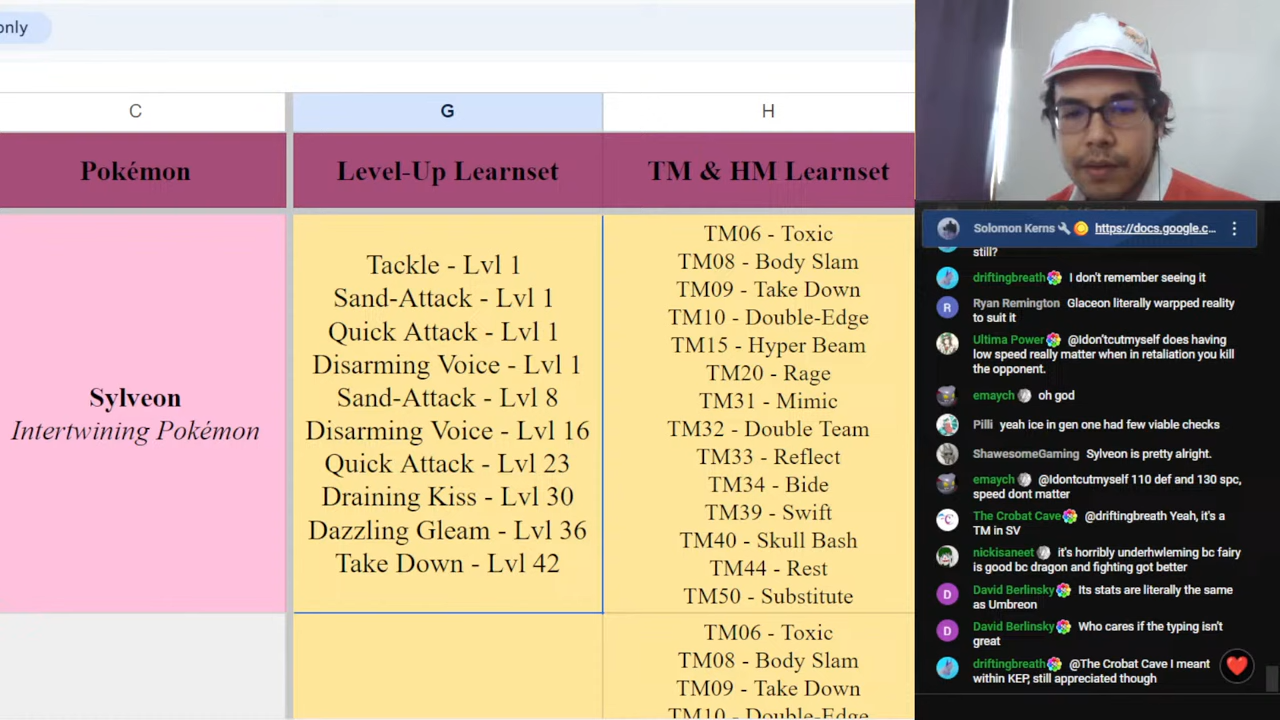 only
C
G
H
Pokémon
Level-Up Learnset
TM & HM Learnset
Sylveon
Intertwining Pokémon
Tackle - Lvl 1
Sand-Attack - Lvl 1
Quick Attack - Lvl 1
Disarming Voice - Lvl 1
Sand-Attack - Lvl 8
Disarming Voice - Lvl 16
Quick Attack - Lvl 23
Draining Kiss - Lvl 30
Dazzling Gleam - Lvl 36
Take Down - Lvl 42
TM06 - Toxic
TM08 - Body Slam
TM09 - Take Down
TM10 - Double-Edge
TM15 - Hyper Beam
TM20 - Rage
TM31 - Mimic
TM32 - Double Team
TM33 - Reflect
TM34 - Bide
TM39 - Swift
TM40 - Skull Bash
TM44 - Rest
TM50 - Substitute
TM06 - Toxic
TM08 - Body Slam
TM09 - Take Down
TM10 - Double-Edge
Solomon Kerns https://docs.google.c...
still?
driftingbreath I don't remember seeing it
R
Ryan Remington Glaceon literally warpped reality
to suit it
Ultima Power @Idon'tcutmyself does having
low speed really matter when in retaliation you kill
the opponent.
emaych oh god
Pilli yeah ice in gen one had few viable checks
ShawesomeGaming Sylveon is pretty alright.
emaych @Idontcutmyself 110 def and 130 spc,
speed dont matter
The Crobat Cave @driftingbreath Yeah, it's a
TM in SV
nickisaneet it's horribly underhwleming bc fairy
is good bc dragon and fighting got better
D
David Berlinsky Its stats are literally the same
as Umbreon
D
David Berlinsky Who cares if the typing isn't
great
driftingbreath @The Crobat Cave I meant
within KEP, still appreciated though